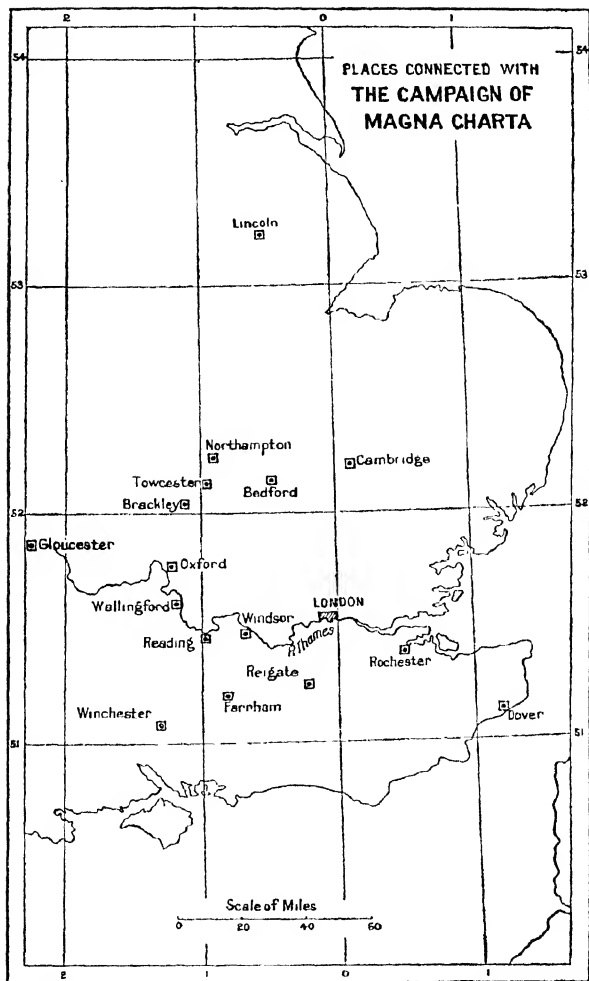 2 1 0 1
54 54
PLACES CONNECTED WITH
THE CAMPAIGN OF
MAGNA CHARTA
Lincoln
53 53
Northampton
Cambridge
Towcester
Bedford
Brackley
52 52
Gloucester
Oxford
Wallingford
LONDON
Windsor
R. Thames
Reading
Rochester
Reigate
Farnham
Winchester
Dover
51 51
Scale of Miles
0 20 40 60
2 1 0 1